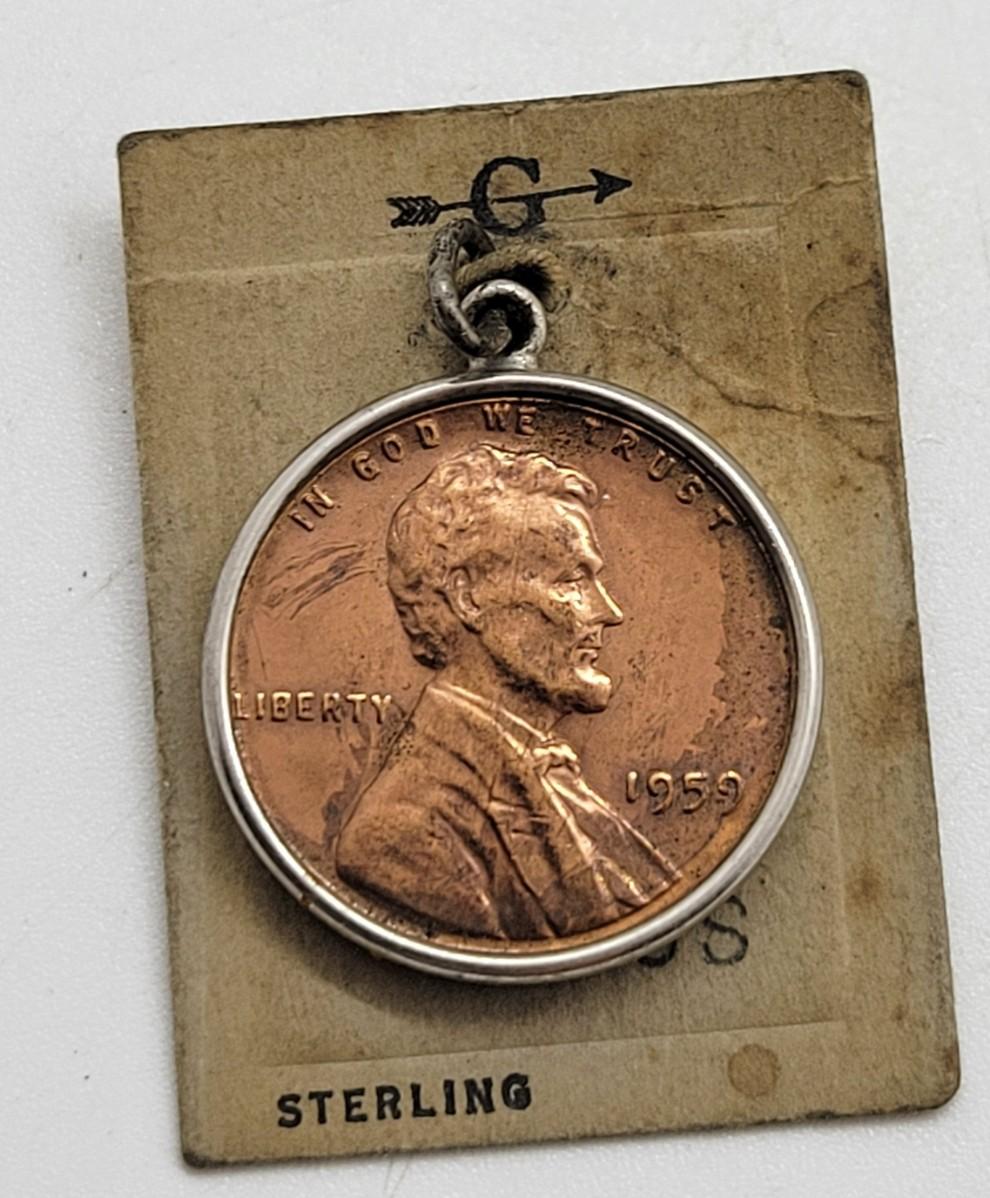 G
IN GOD WE TRUST
LIBERTY
1959
STERLING